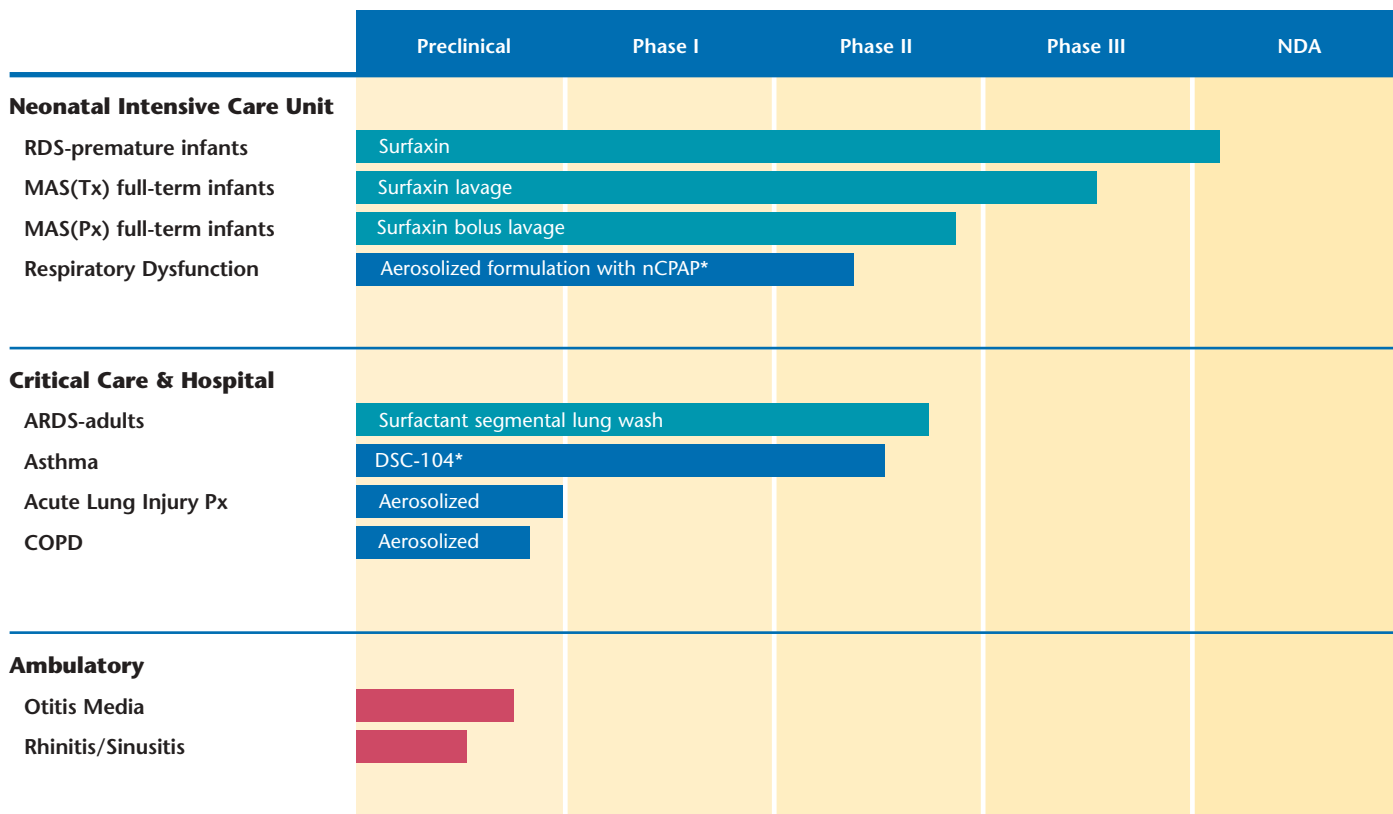 Preclinical Phase I Phase II Phase III NDA
Neonatal Intensive Care Unit
RDS-premature infants Surfaxin
MAS(Tx) full-term infants Surfaxin lavage
MAS(Px) full-term infants Surfaxin bolus lavage
Respiratory Dysfunction Aerosolized formulation with nCPAP*
Critical Care & Hospital
ARDS-adults Surfactant segmental lung wash
Asthma DSC-104*
Acute Lung Injury Px Aerosolized
COPD Aerosolized
Ambulatory
Otitis Media
Rhinitis/Sinusitis